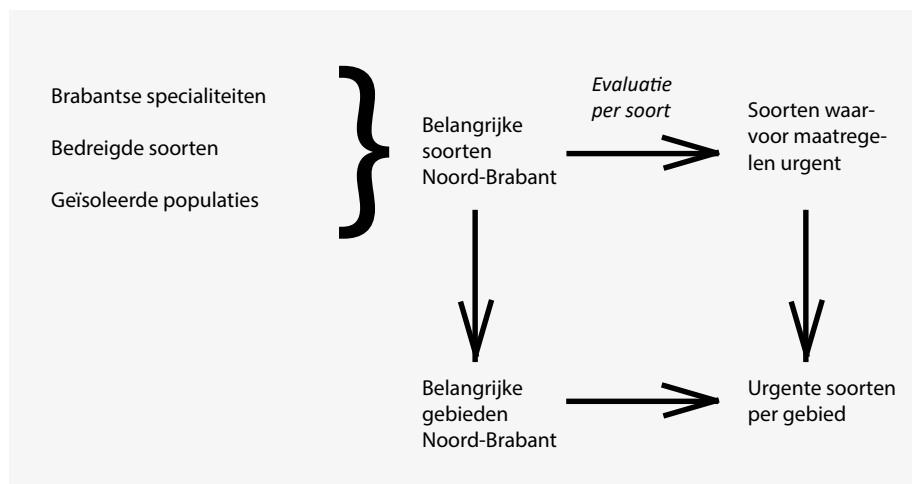 Brabantse specialiteiten
Bedreigde soorten
Geïsoleerde populaties
Belangrijke
soorten
Noord-Brabant
Evaluatie
per soort
Soorten waar-
voor maatrege-
len urgent
Belangrijke
gebieden
Noord-Brabant
Urgente soorten
per gebied